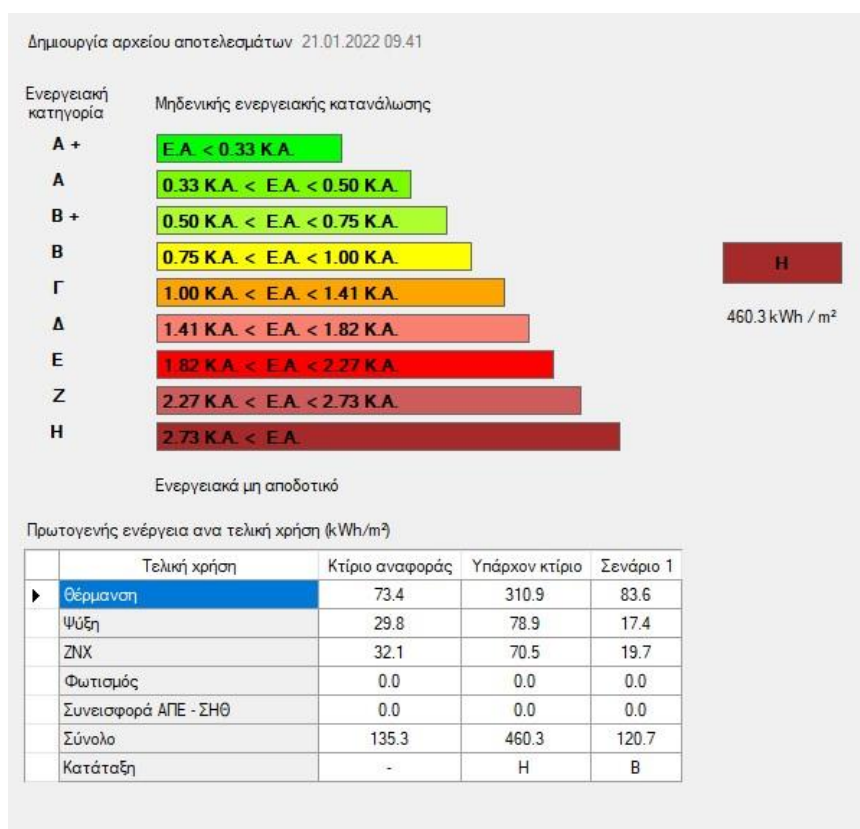 Δημιουργία αρχείου αποτελεσμάτων 21.01.2022 09.41
Ενεργειακή
κατηγορία
Μηδενικής ενεργειακής κατανάλωσης
Α +
Ε.Α. < 0.33 Κ.Α.
Α
0.33 Κ.Α. < Ε.Α. < 0.50 Κ.Α.
Β +
0.50 Κ.Α. < Ε.Α. < 0.75 Κ.Α.
Β
0.75 Κ.Α. < Ε.Α. < 1.00 Κ.Α.
Η
Γ
1.00 Κ.Α. < Ε.Α. < 1.41 Κ.Α.
460.3 kWh / m²
Δ
1.41 Κ.Α. < Ε.Α. < 1.82 Κ.Α.
Ε
1.82 Κ.Α. < Ε.Α. < 2.27 Κ.Α.
Ζ
2.27 Κ.Α. < Ε.Α. < 2.73 Κ.Α.
Η
2.73 Κ.Α. < Ε.Α.
Ενεργειακά μη αποδοτικό
Πρωτογενής ενέργεια ανα τελική χρήση (kWh/m²)
Τελική χρήση Κτίριο αναφοράς Υπάρχον κτίριο Σενάριο 1
Θέρμανση 73.4 310.9 83.6
Ψύξη 29.8 78.9 17.4
ΖΝΧ 32.1 70.5 19.7
Φωτισμός 0.0 0.0 0.0
Συνεισφορά ΑΠΕ - ΣΗΘ 0.0 0.0 0.0
Σύνολο 135.3 460.3 120.7
Κατάταξη - Η Β